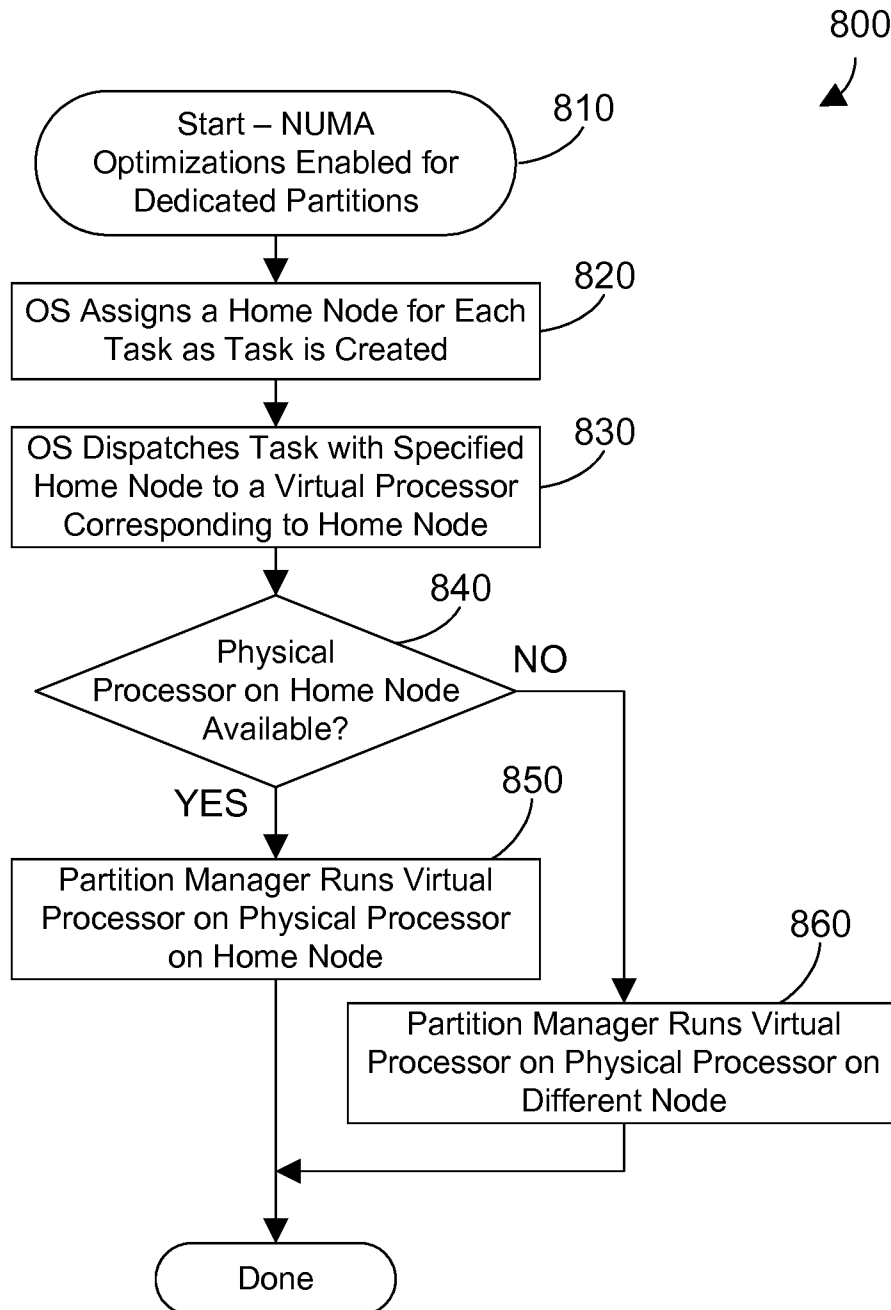 800
Start – NUMA
Optimizations Enabled for
Dedicated Partitions
810
OS Assigns a Home Node for Each
Task as Task is Created
820
OS Dispatches Task with Specified
Home Node to a Virtual Processor
Corresponding to Home Node
830
840
Physical
Processor on Home Node
Available?
NO
YES
850
Partition Manager Runs Virtual
Processor on Physical Processor
on Home Node
860
Partition Manager Runs Virtual
Processor on Physical Processor on
Different Node
Done